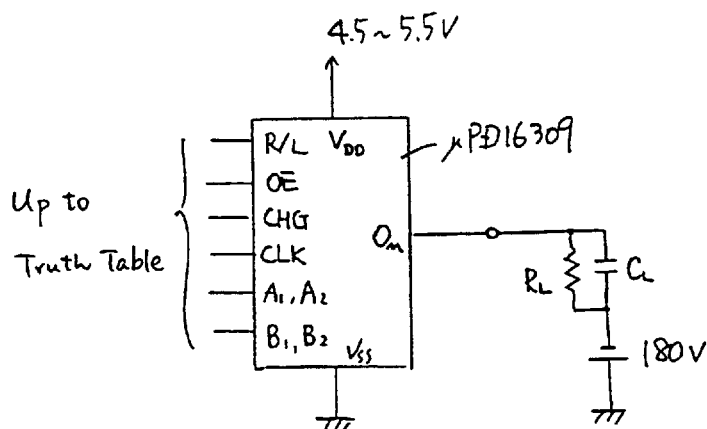 4.5~5.5V
R/L
V_DD
μPD16309
OE
Up to
CHG
O_n
Truth Table
CLK
R_L
C_L
A₁, A₂
B₁, B₂
V_SS
180V